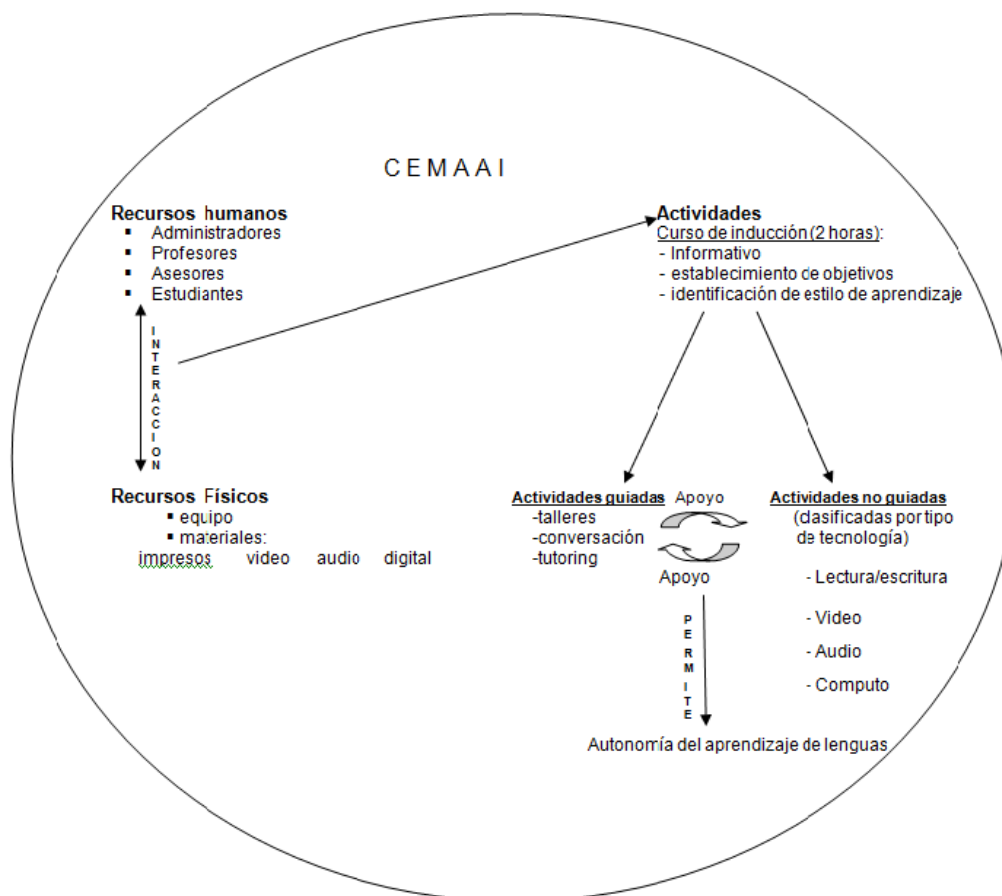 CEMAAI
Recursos humanos
▪ Administradores
▪ Profesores
▪ Asesores
▪ Estudiantes
INTERACCION
Recursos Físicos
▪ equipo
▪ materiales:
impresos video audio digital
Actividades
Curso de inducción (2 horas):
- Informativo
- establecimiento de objetivos
- identificación de estilo de aprendizaje
Actividades guiadas
-talleres
-conversación
-tutoring
Apoyo
Apoyo
Actividades no guiadas
(clasificadas por tipo
de tecnología)
- Lectura/escritura
- Video
- Audio
- Computo
PERMITE
Autonomía del aprendizaje de lenguas